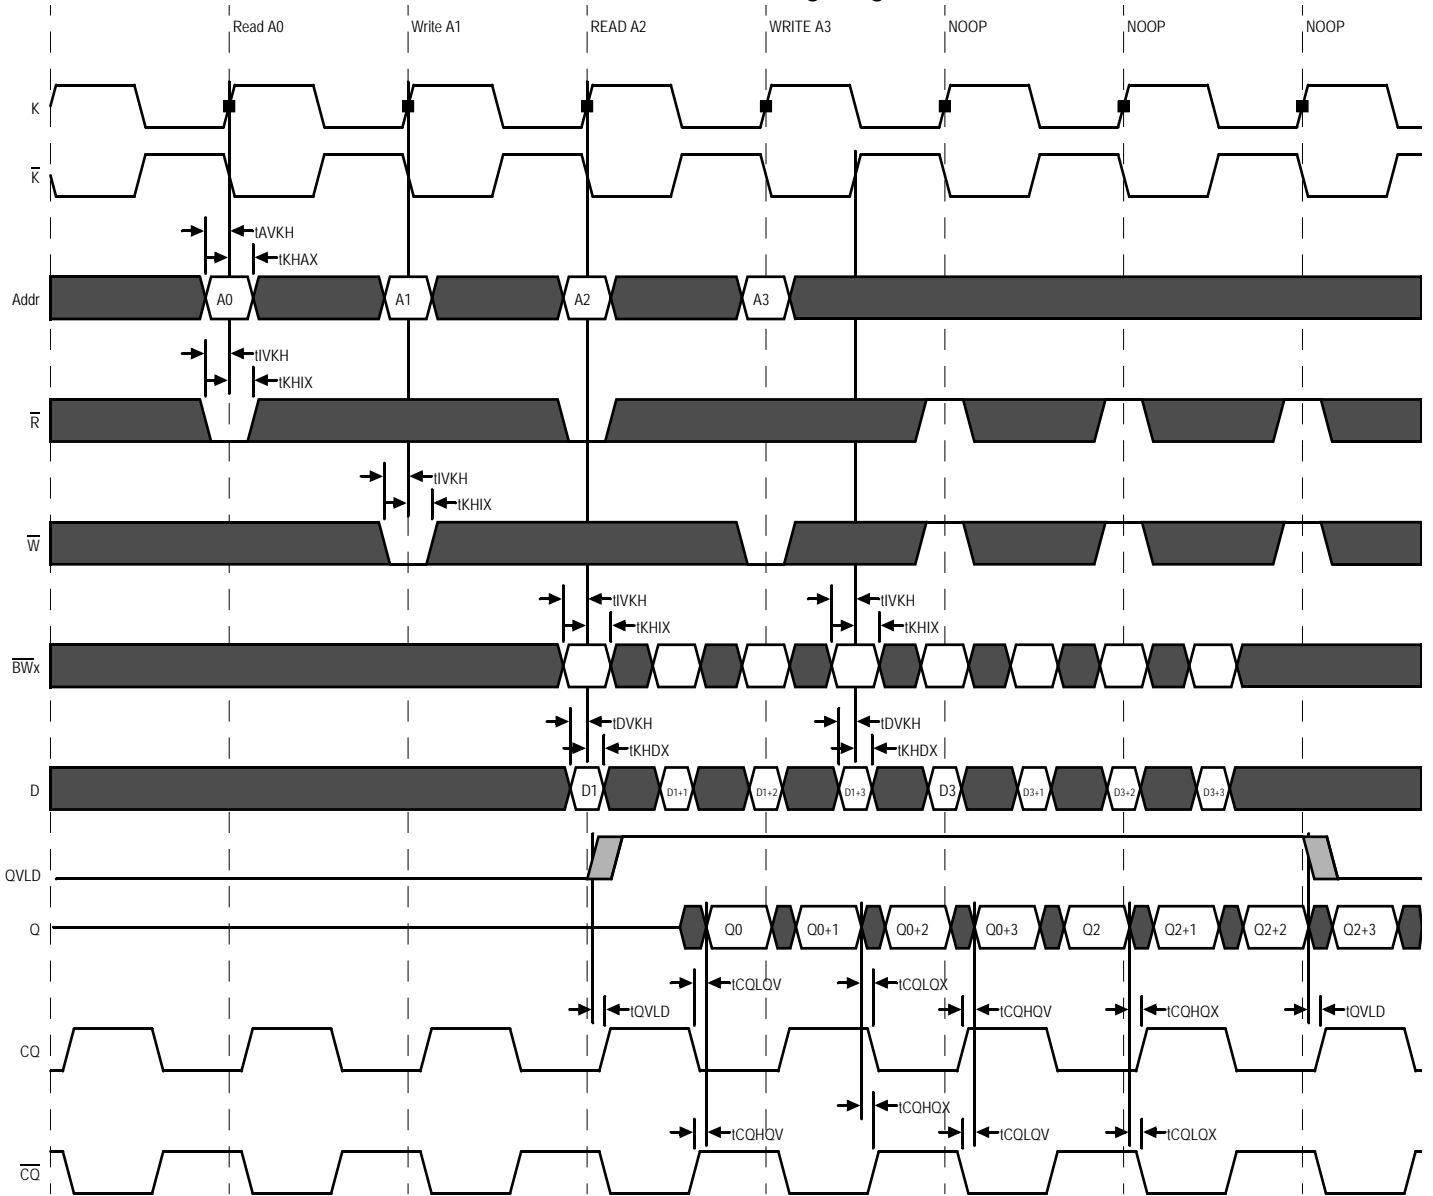 Read A0 Write A1 READ A2 WRITE A3 NOOP NOOP NOOP
K
K̅
tAVKH
tKHAX
Addr A0 A1 A2 A3
tIVKH
tKHIX
R̅
tIVKH
tKHIX
W̅
tIVKH tIVKH
tKHIX tKHIX
B̅W̅x
tDVKH tDVKH
tKHDX tKHDX
D D1 D1+1 D1+2 D1+3 D3 D3+1 D3+2 D3+3
QVLD
Q Q0 Q0+1 Q0+2 Q0+3 Q2 Q2+1 Q2+2 Q2+3
tCQLQV tCQLQX
tQVLD tCQHQV tCQHQX tQVLD
CQ
tCQHQX
tCQHQV tCQLQV tCQLQX
C̅Q̅